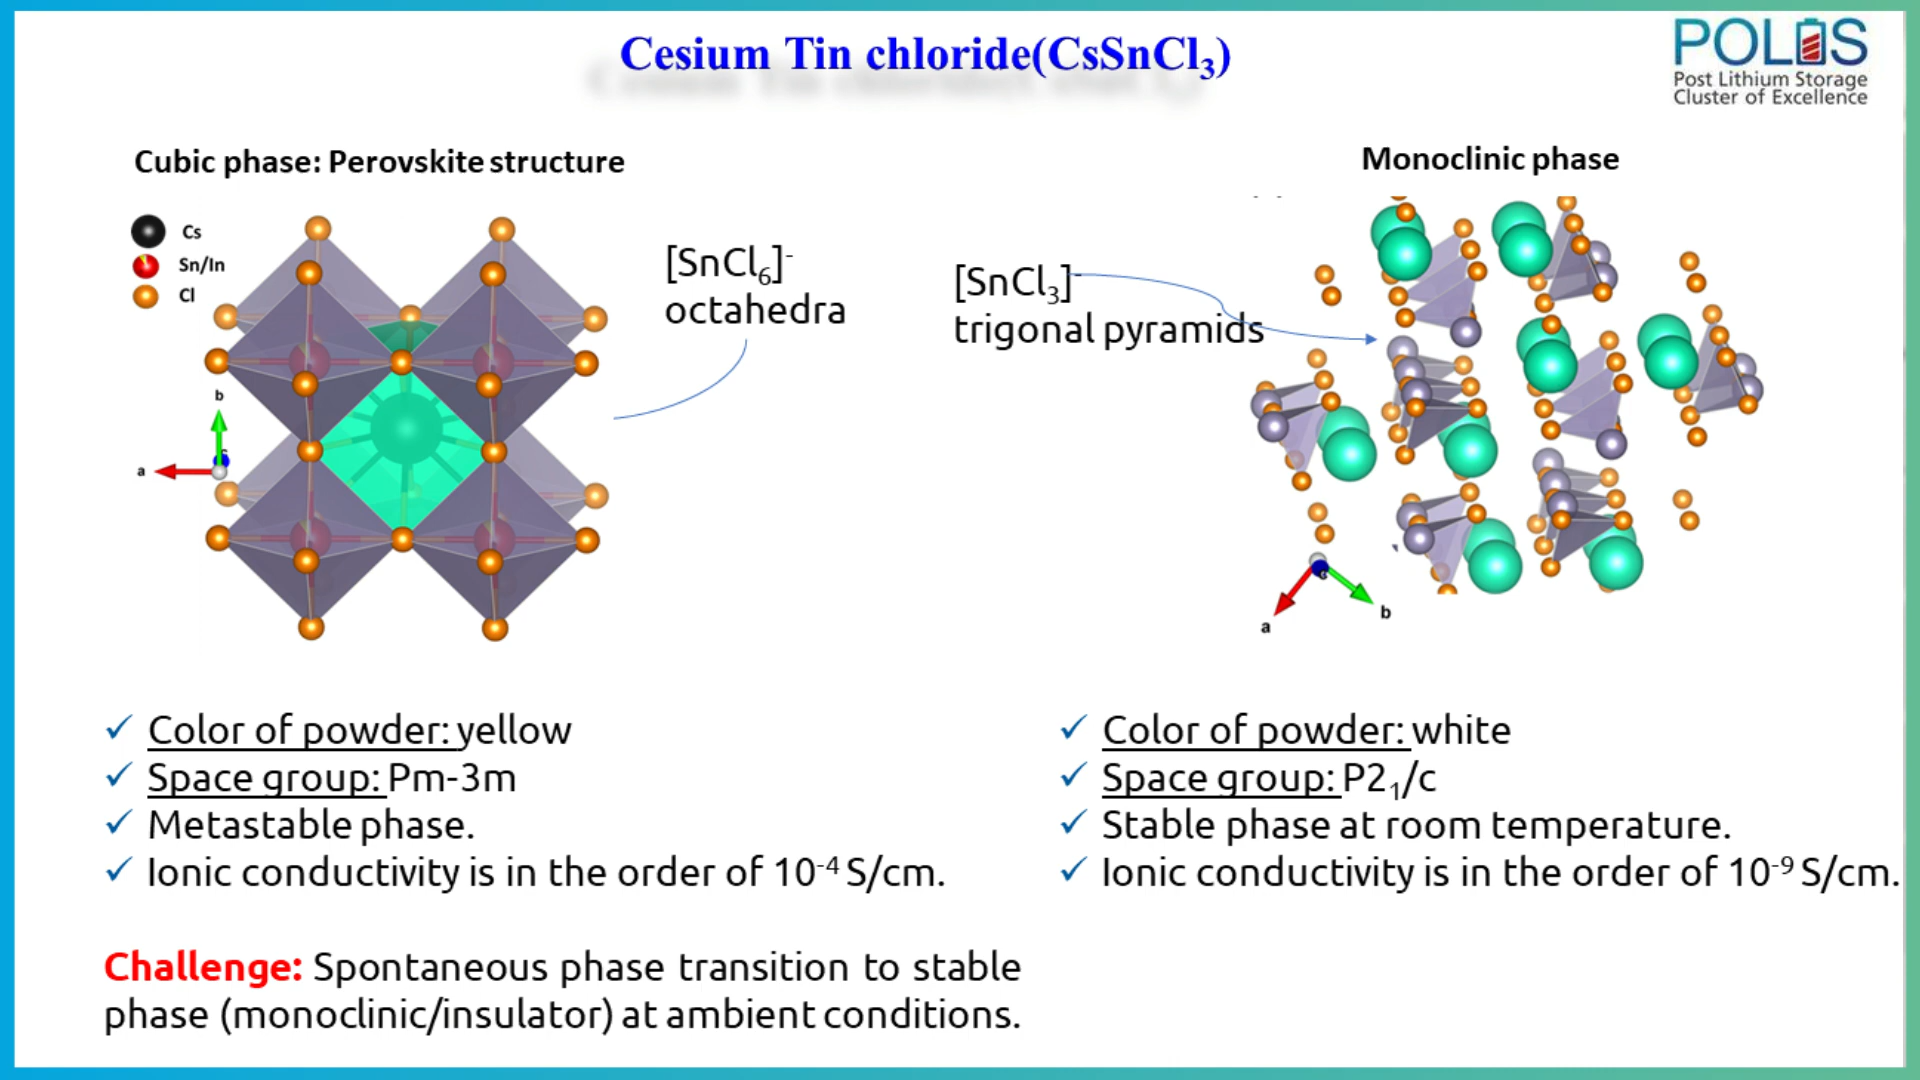 Cesium Tin chloride(CsSnCl₃)
POLiS
Post Lithium Storage
Cluster of Excellence
Cubic phase: Perovskite structure
Cs
Sn/In
Cl
b
a
[SnCl₆]⁻
octahedra
Monoclinic phase
[SnCl₃]⁻
trigonal pyramids
a
b
Color of powder: yellow
Space group: Pm-3m
Metastable phase.
Ionic conductivity is in the order of 10⁻⁴ S/cm.
Color of powder: white
Space group: P2₁/c
Stable phase at room temperature.
Ionic conductivity is in the order of 10⁻⁹ S/cm.
Challenge: Spontaneous phase transition to stable
phase (monoclinic/insulator) at ambient conditions.